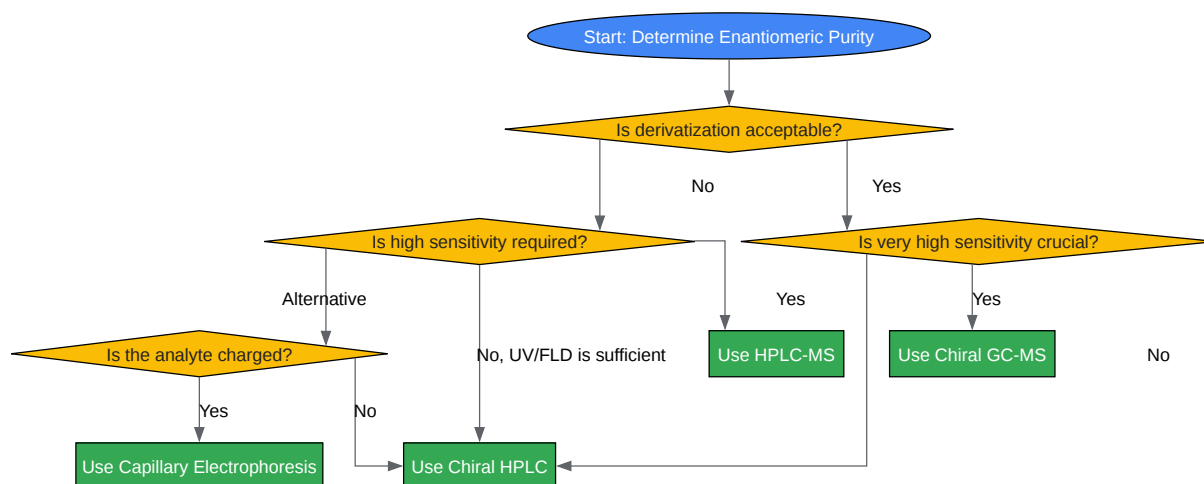 Start: Determine Enantiomeric Purity
Is derivatization acceptable?
No
Yes
Is high sensitivity required?
Is very high sensitivity crucial?
Alternative
Yes
Yes
Is the analyte charged?
No, UV/FLD is sufficient
Use HPLC-MS
Use Chiral GC-MS
No
Yes
No
Use Capillary Electrophoresis
Use Chiral HPLC